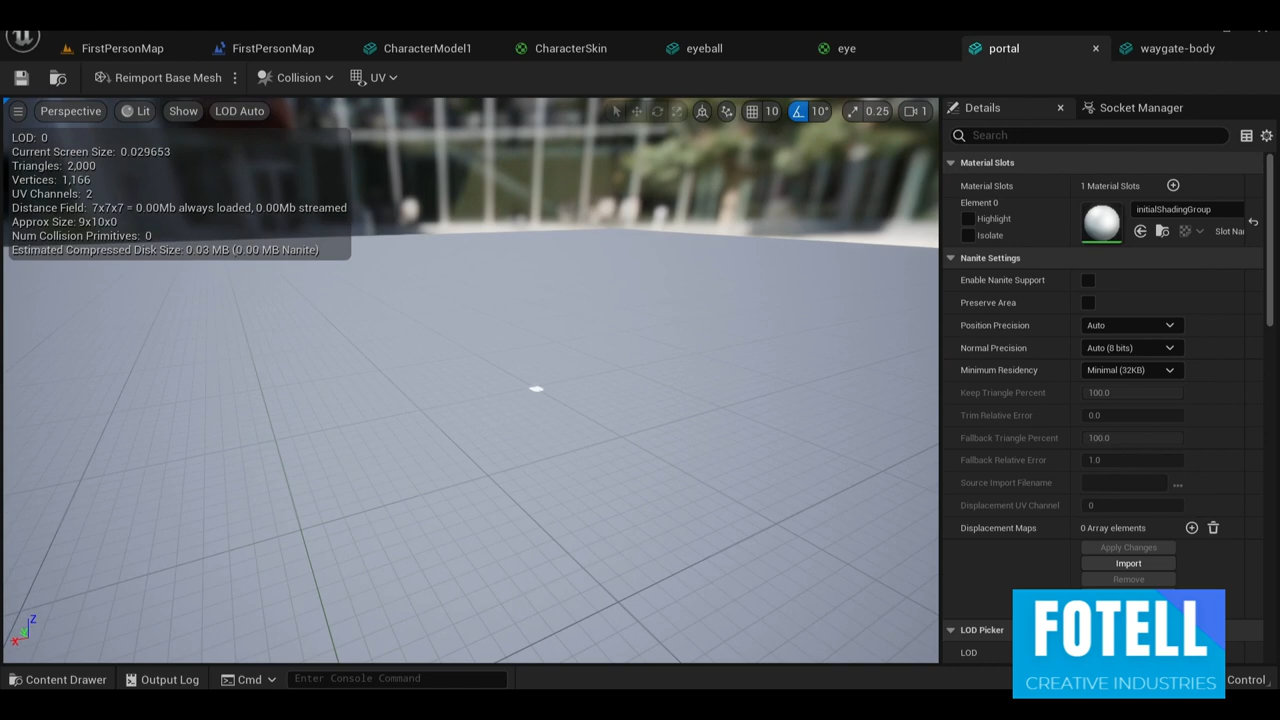 FirstPersonMap
FirstPersonMap
CharacterModel1
CharacterSkin
eyeball
eye
portal
waygate-body
Reimport Base Mesh
Collision
UV
Perspective
Lit
Show
LOD Auto
10
10°
0.25
1
LOD: 0
Current Screen Size: 0.029653
Triangles: 2,000
Vertices: 1,166
UV Channels: 2
Distance Field: 7x7x7 = 0.00Mb always loaded, 0.00Mb streamed
Approx Size: 9x10x0
Num Collision Primitives: 0
Estimated Compressed Disk Size: 0.03 MB (0.00 MB Nanite)
Z
X
Details
Socket Manager
Search
Material Slots
Material Slots
1 Material Slots
Element 0
Highlight
Isolate
initialShadingGroup
Slot Nar
Nanite Settings
Enable Nanite Support
Preserve Area
Position Precision
Auto
Normal Precision
Auto (8 bits)
Minimum Residency
Minimal (32KB)
Keep Triangle Percent
100.0
Trim Relative Error
0.0
Fallback Triangle Percent
100.0
Fallback Relative Error
1.0
Source Import Filename
Displacement UV Channel
0
Displacement Maps
0 Array elements
Apply Changes
Import
Remove
LOD Picker
LOD
FOTELL
CREATIVE INDUSTRIES
Content Drawer
Output Log
Cmd
Enter Console Command
Control